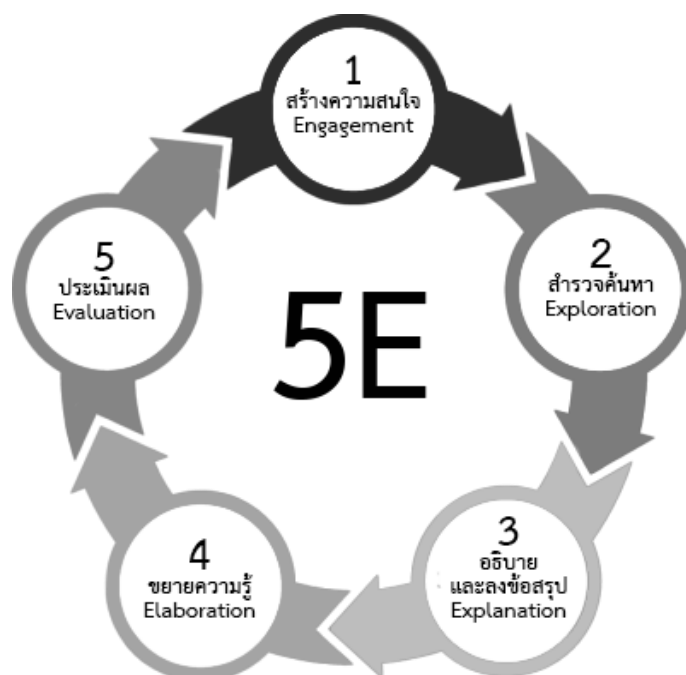 1
สร้างความสนใจ
Engagement
2
สำรวจค้นหา
Exploration
3
อธิบาย
และลงข้อสรุป
Explanation
4
ขยายความรู้
Elaboration
5
ประเมินผล
Evaluation
5E